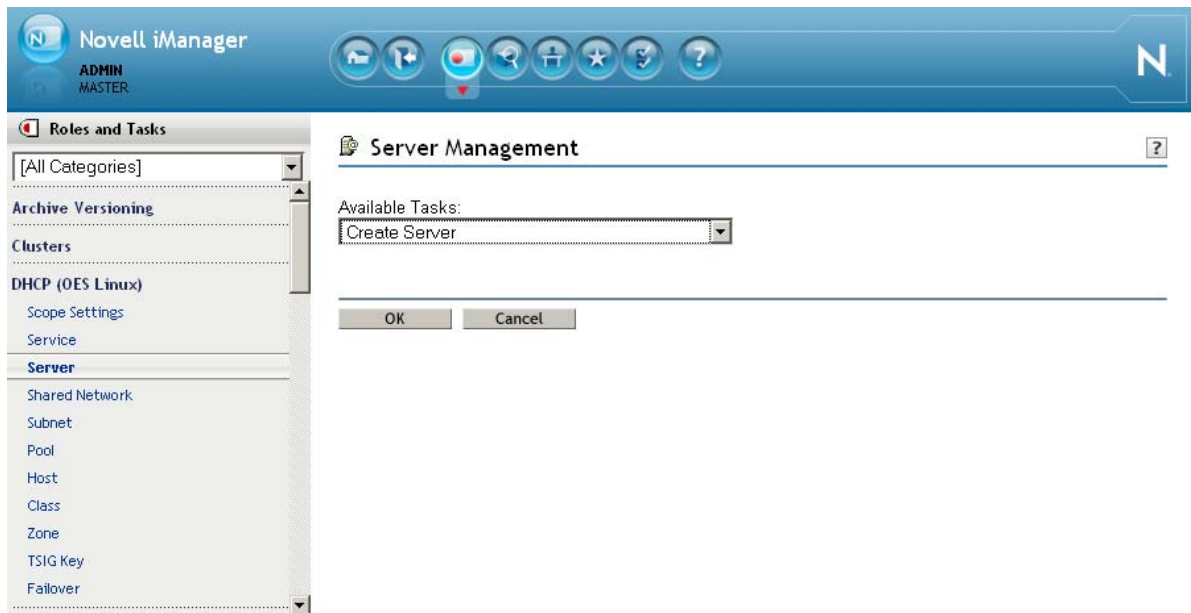 Novell iManager
ADMIN
MASTER
N
N
?
Roles and Tasks
[All Categories]
Archive Versioning
Clusters
DHCP (OES Linux)
Scope Settings
Service
Server
Shared Network
Subnet
Pool
Host
Class
Zone
TSIG Key
Failover
Server Management
?
Available Tasks:
Create Server
OK Cancel